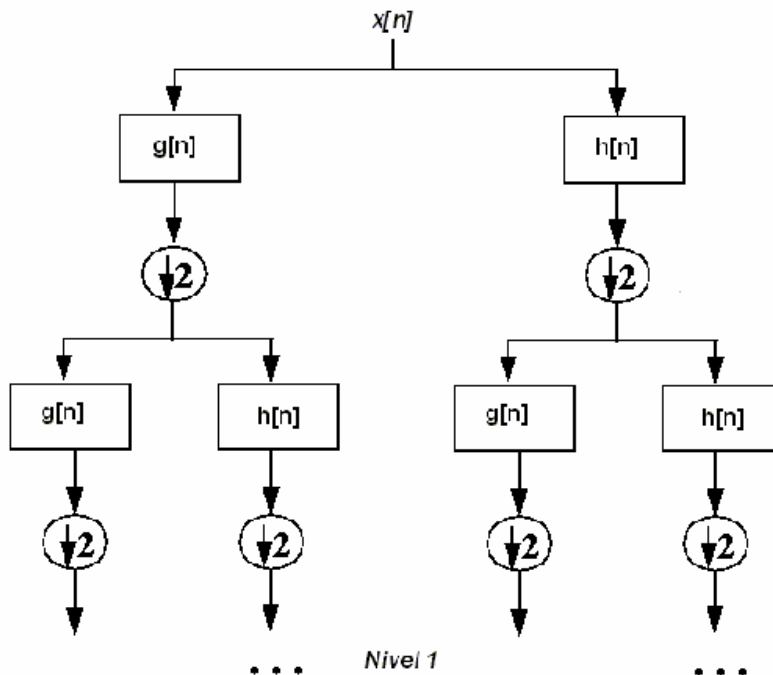 x[n]
g[n] h[n]
↓2 ↓2
g[n] h[n] g[n] h[n]
↓2 ↓2 ↓2 ↓2
... Nivel 1 ...